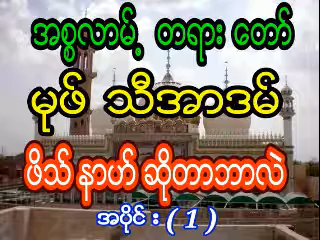 အစ္စလာမ့် တရား တော်
မုဖ် သီအာဒမ်
ဖိသ် နာဟ် ဆိုတာဘာလဲ
အပိုင်း ( 1 )